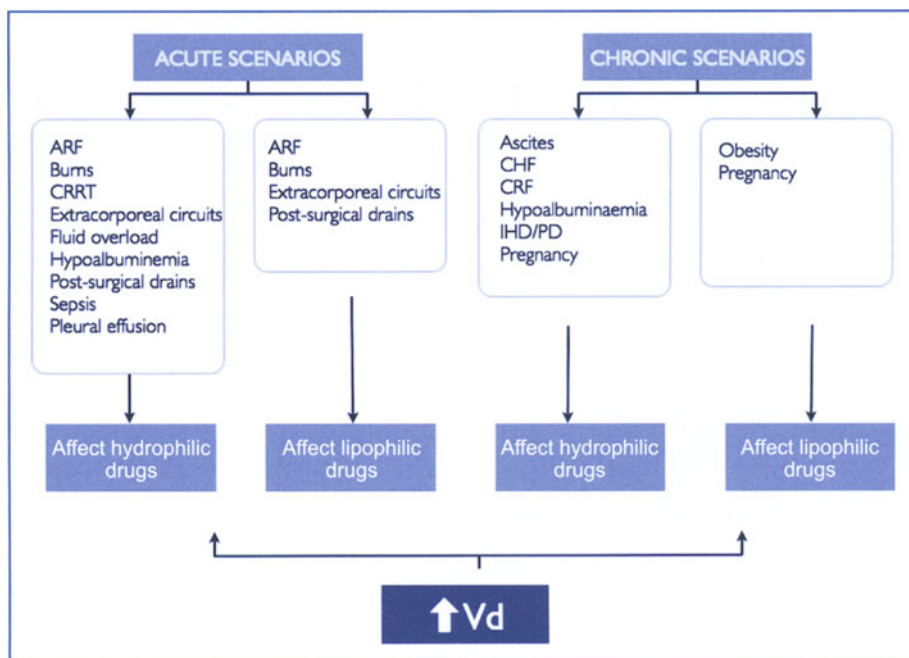 ACUTE SCENARIOS
CHRONIC SCENARIOS
ARF
Burns
CRRT
Extracorporeal circuits
Fluid overload
Hypoalbuminemia
Post-surgical drains
Sepsis
Pleural effusion
ARF
Burns
Extracorporeal circuits
Post-surgical drains
Ascites
CHF
CRF
Hypoalbuminaemia
IHD/PD
Pregnancy
Obesity
Pregnancy
Affect hydrophilic
drugs
Affect lipophilic
drugs
Affect hydrophilic
drugs
Affect lipophilic
drugs
Vd